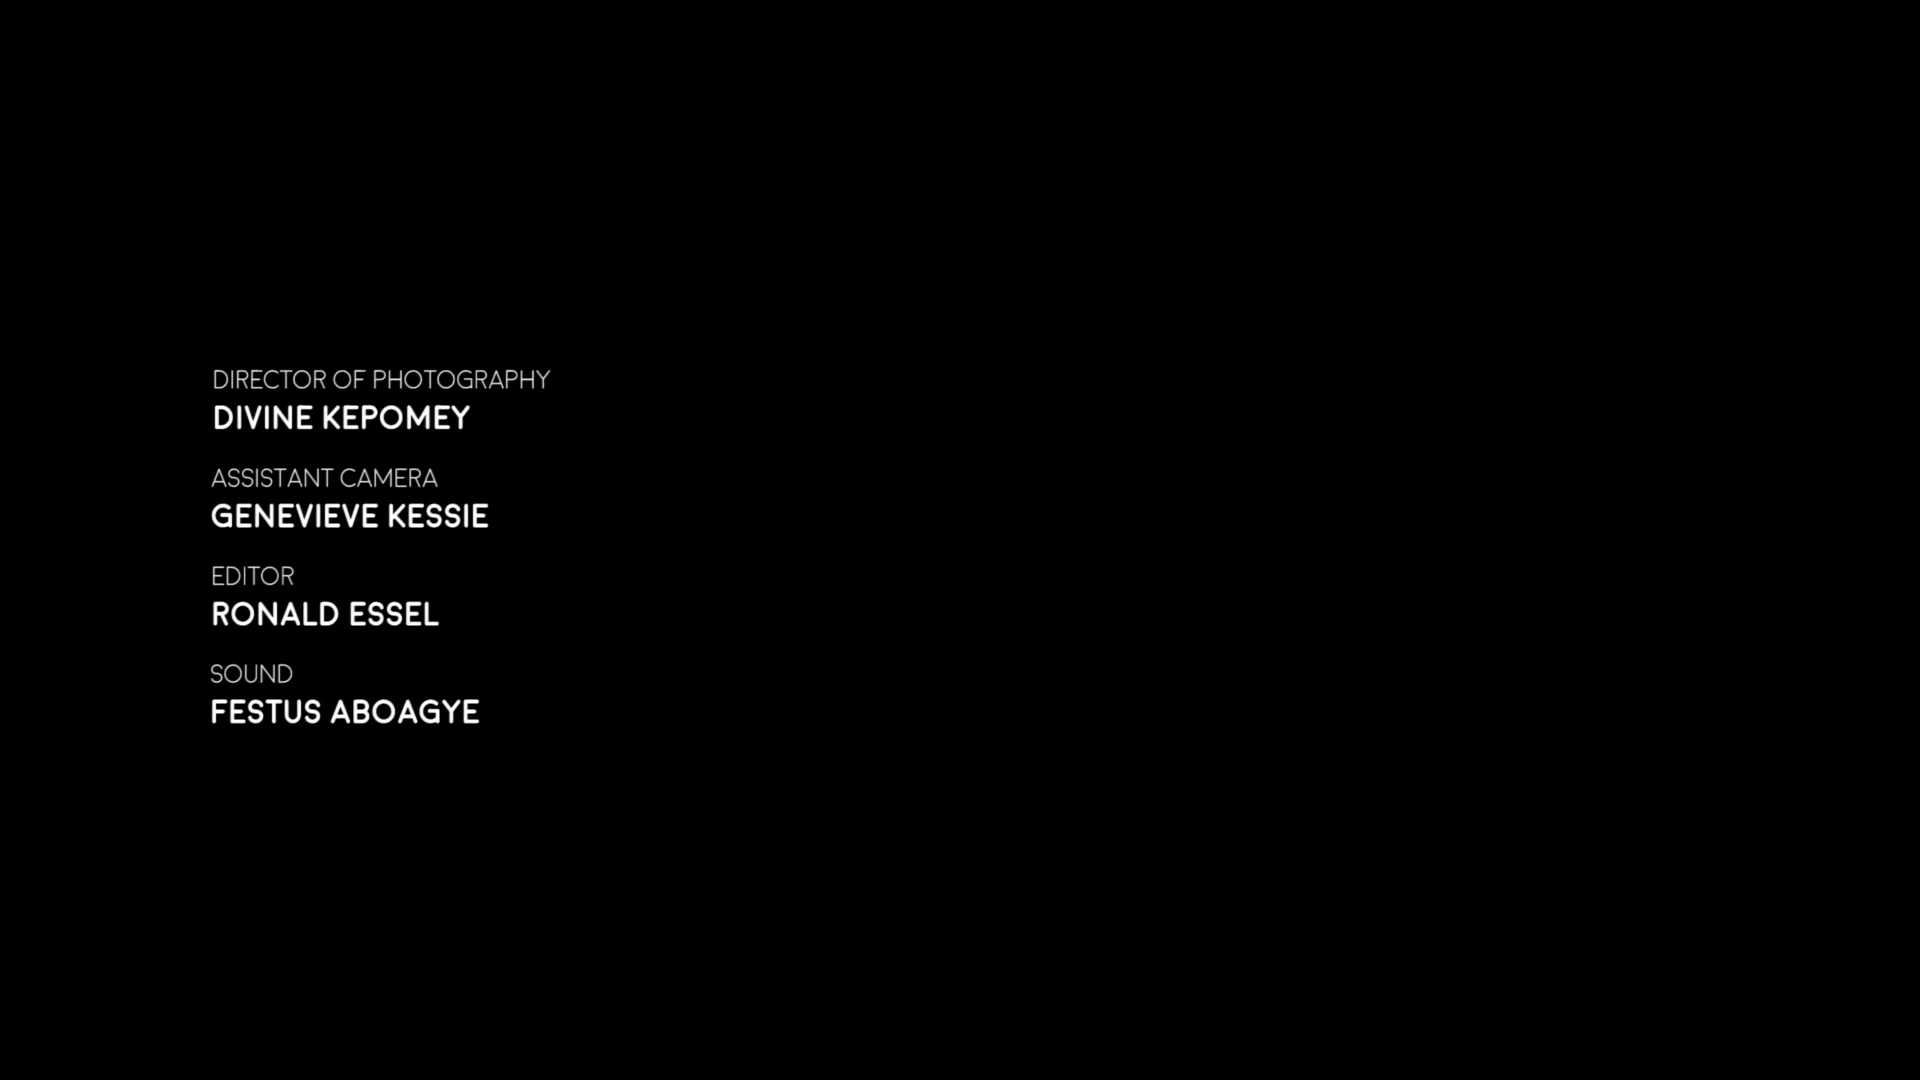 DIRECTOR OF PHOTOGRAPHY
DIVINE KEPOMEY
ASSISTANT CAMERA
GENEVIEVE KESSIE
EDITOR
RONALD ESSEL
SOUND
FESTUS ABOAGYE